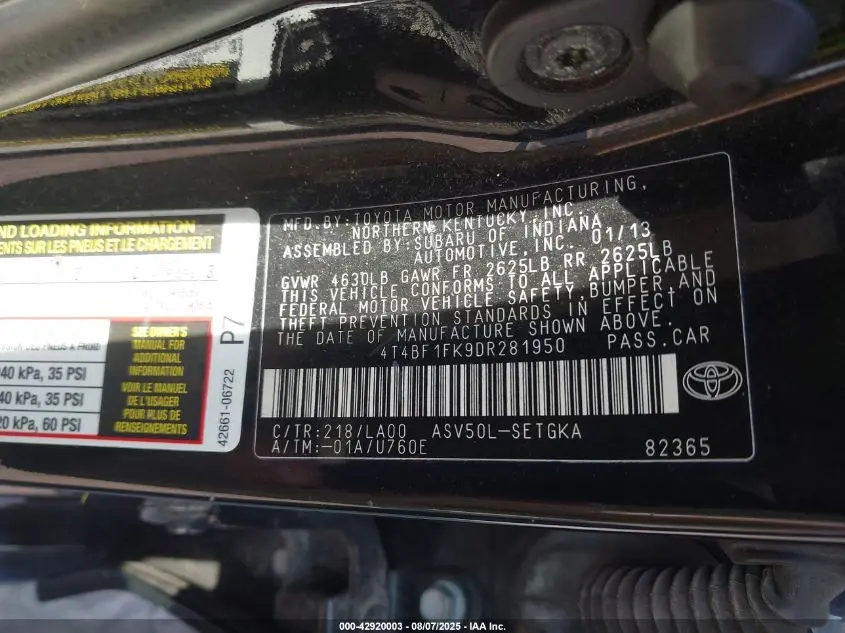 ND LOADING INFORMATION
ENTS SUR LES PNEUS ET LE CHARGEMENT
SEE OWNER'S
MANUAL FOR
ADDITIONAL
INFORMATION
VOIR LE MANUEL
DE L'USAGER
POUR PLUS DE
RENSEIGNEMENTS
40 kPa, 35 PSI
40 kPa, 35 PSI
20 kPa, 60 PSI
P7
42661-06722
MFD.BY:TOYOTA MOTOR MANUFACTURING,
NORTHERN KENTUCKY,INC.
ASSEMBLED BY:SUBARU OF INDIANA
AUTOMOTIVE,INC. 01/13
GVWR 4630LB GAWR FR 2625LB RR 2625LB
THIS VEHICLE CONFORMS TO ALL APPLICABLE
FEDERAL MOTOR VEHICLE SAFETY,BUMPER,AND
THEFT PREVENTION STANDARDS IN EFFECT ON
THE DATE OF MANUFACTURE SHOWN ABOVE.
4T4BF1FK9DR281950 PASS.CAR
C/TR:218/LA00 ASV50L-SETGKA
A/TM:-01A/U760E 82365
000-42920003 - 08/07/2025 - IAA Inc.